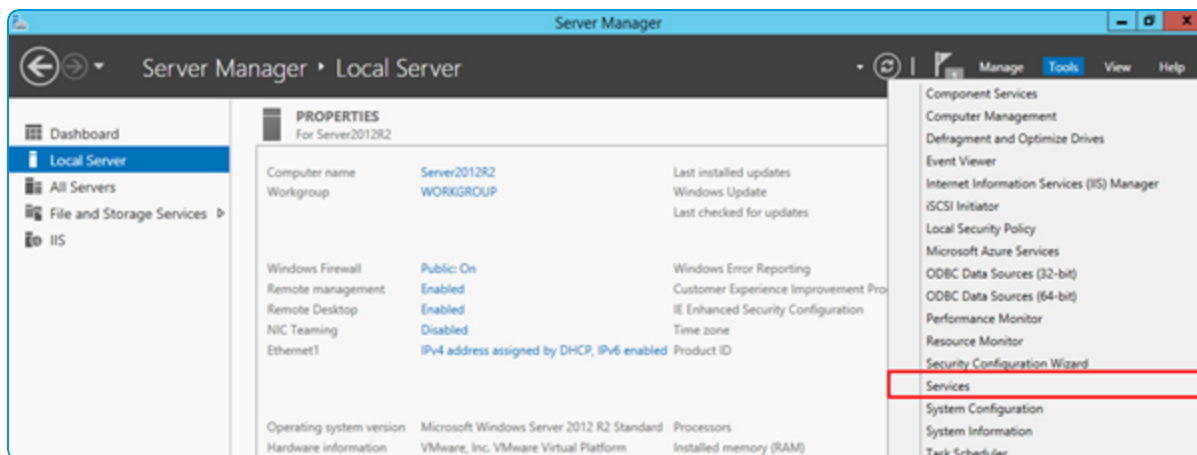 Server Manager
Server Manager • Local Server
Manage Tools View Help
Dashboard
Local Server
All Servers
File and Storage Services
IIS
PROPERTIES
For Server2012R2
Computer name Server2012R2 Last installed updates
Workgroup WORKGROUP Windows Update
Last checked for updates
Windows Firewall Public: On Windows Error Reporting
Remote management Enabled Customer Experience Improvement Pro
Remote Desktop Enabled IE Enhanced Security Configuration
NIC Teaming Disabled Time zone
Ethernet1 IPv4 address assigned by DHCP, IPv6 enabled Product ID
Operating system version Microsoft Windows Server 2012 R2 Standard Processors
Hardware information VMware, Inc. VMware Virtual Platform Installed memory (RAM)
Component Services
Computer Management
Defragment and Optimize Drives
Event Viewer
Internet Information Services (IIS) Manager
iSCSI Initiator
Local Security Policy
Microsoft Azure Services
ODBC Data Sources (32-bit)
ODBC Data Sources (64-bit)
Performance Monitor
Resource Monitor
Security Configuration Wizard
Services
System Configuration
System Information
Task Scheduler